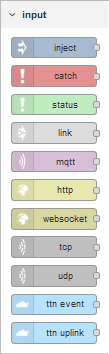 input
inject
catch
status
link
mqtt
http
websocket
tcp
udp
ttn event
ttn uplink